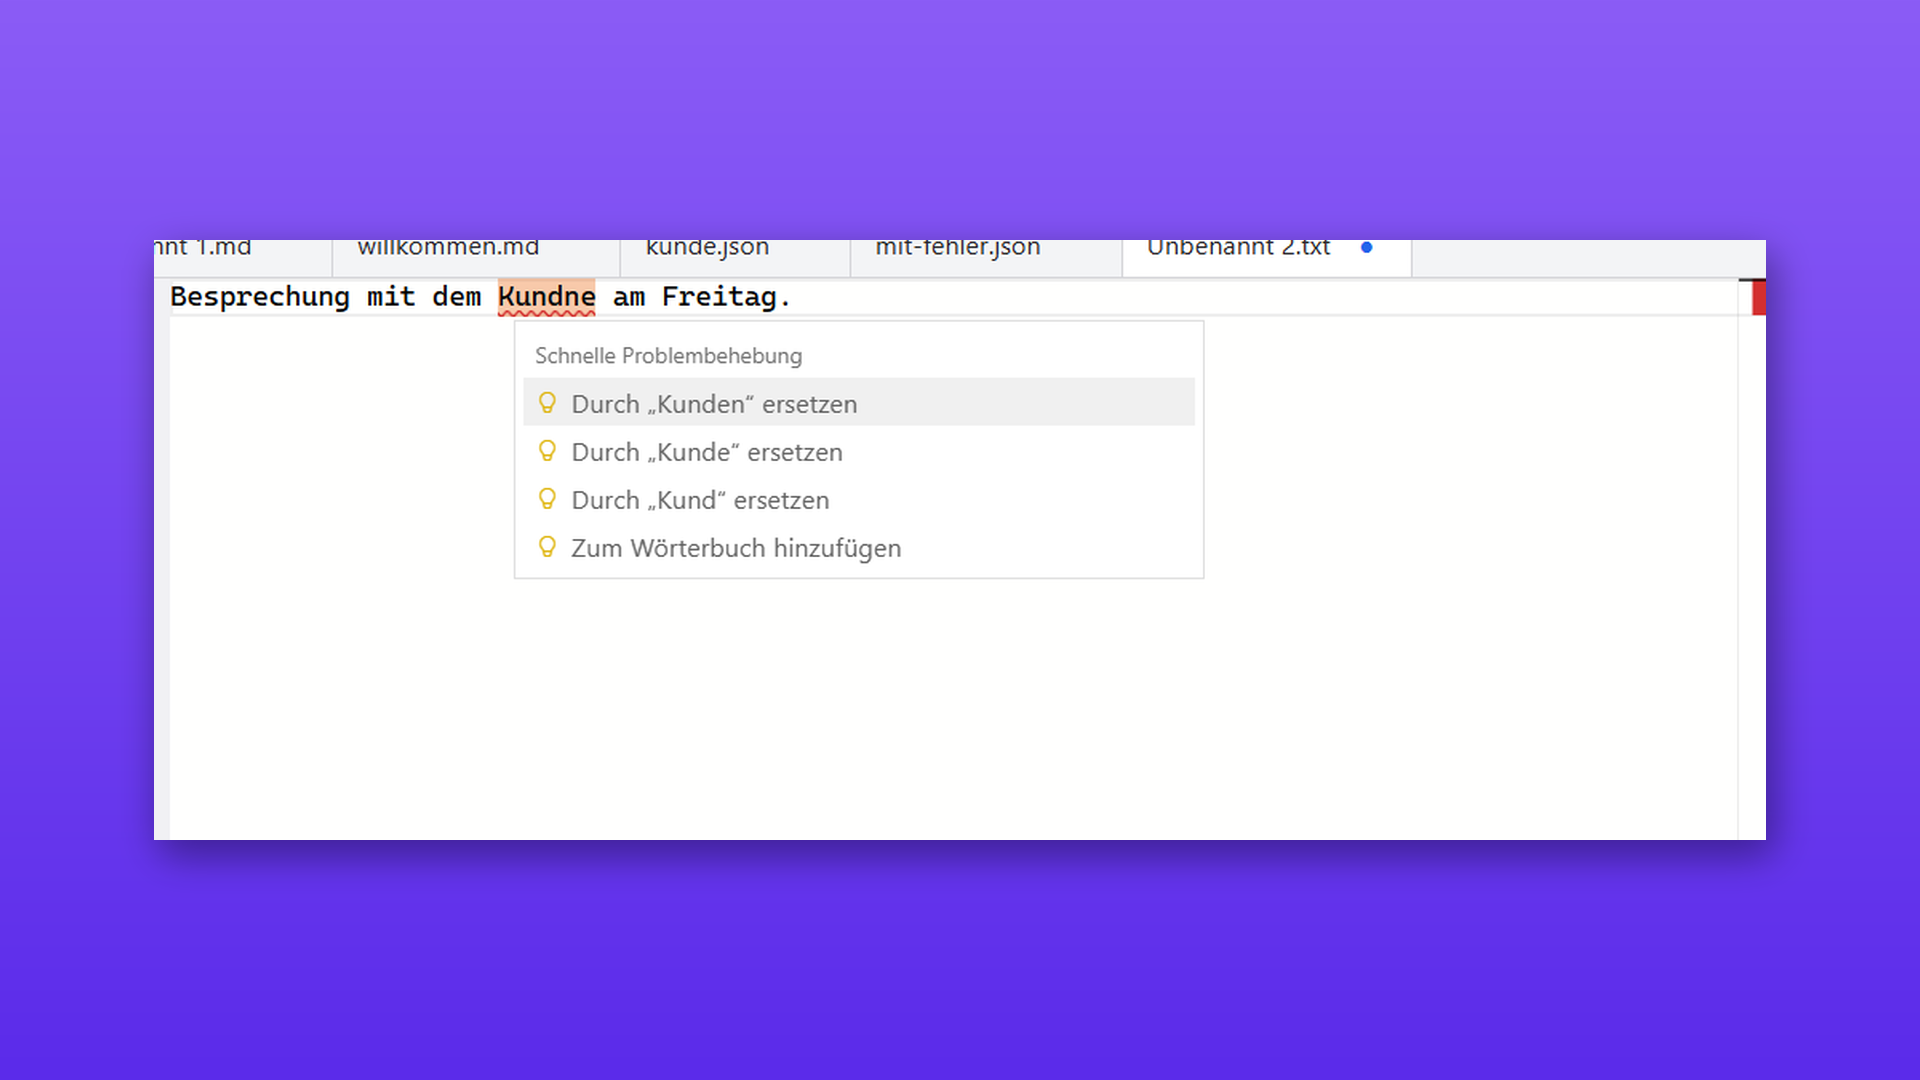 nnt 1.md willkommen.md kunde.json mit-fehler.json Unbenannt 2.txt
Besprechung mit dem Kundne am Freitag.
Schnelle Problembehebung
Durch „Kunden“ ersetzen
Durch „Kunde“ ersetzen
Durch „Kund“ ersetzen
Zum Wörterbuch hinzufügen